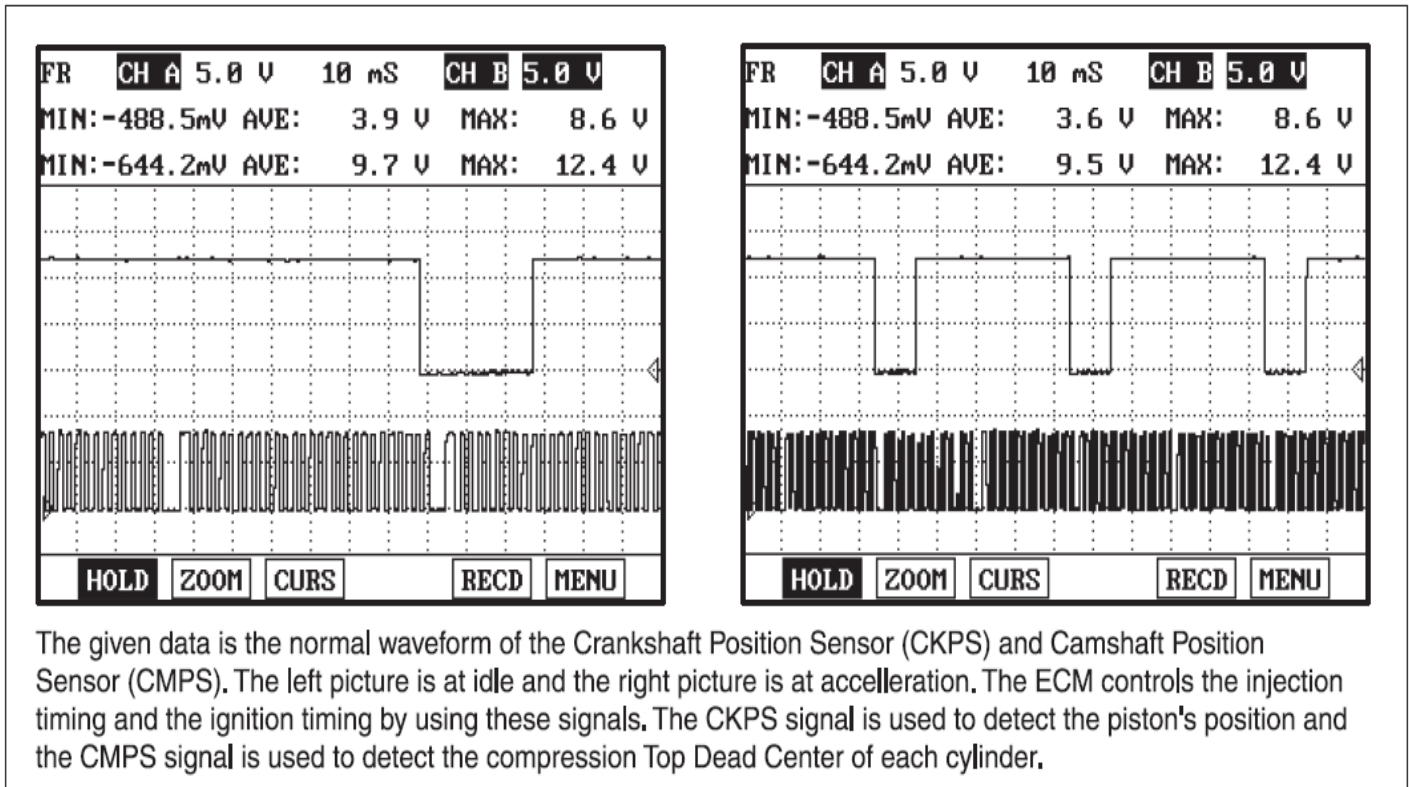 FR CH A 5.0 V 10 mS CH B 5.0 V
MIN:-488.5mV AVE: 3.9 V MAX: 8.6 V
MIN:-644.2mV AVE: 9.7 V MAX: 12.4 V
HOLD ZOOM CURS RECD MENU
FR CH A 5.0 V 10 mS CH B 5.0 V
MIN:-488.5mV AVE: 3.6 V MAX: 8.6 V
MIN:-644.2mV AVE: 9.5 V MAX: 12.4 V
HOLD ZOOM CURS RECD MENU
The given data is the normal waveform of the Crankshaft Position Sensor (CKPS) and Camshaft Position
Sensor (CMPS). The left picture is at idle and the right picture is at accelleration. The ECM controls the injection
timing and the ignition timing by using these signals. The CKPS signal is used to detect the piston's position and
the CMPS signal is used to detect the compression Top Dead Center of each cylinder.